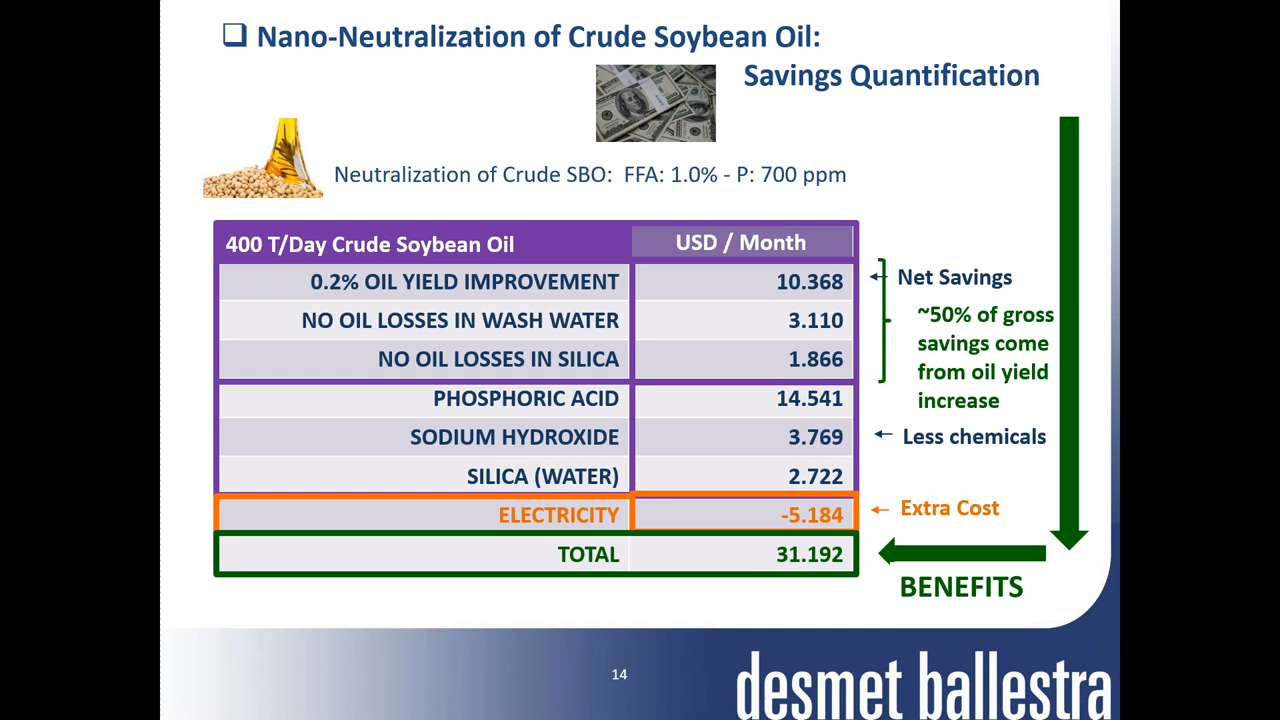 ❑ Nano-Neutralization of Crude Soybean Oil:
Savings Quantification
Neutralization of Crude SBO: FFA: 1.0% - P: 700 ppm
400 T/Day Crude Soybean Oil USD / Month
0.2% OIL YIELD IMPROVEMENT 10.368
NO OIL LOSSES IN WASH WATER 3.110
NO OIL LOSSES IN SILICA 1.866
PHOSPHORIC ACID 14.541
SODIUM HYDROXIDE 3.769
SILICA (WATER) 2.722
ELECTRICITY -5.184
TOTAL 31.192
Net Savings
~50% of gross
savings come
from oil yield
increase
Less chemicals
Extra Cost
BENEFITS
14
desmet ballestra